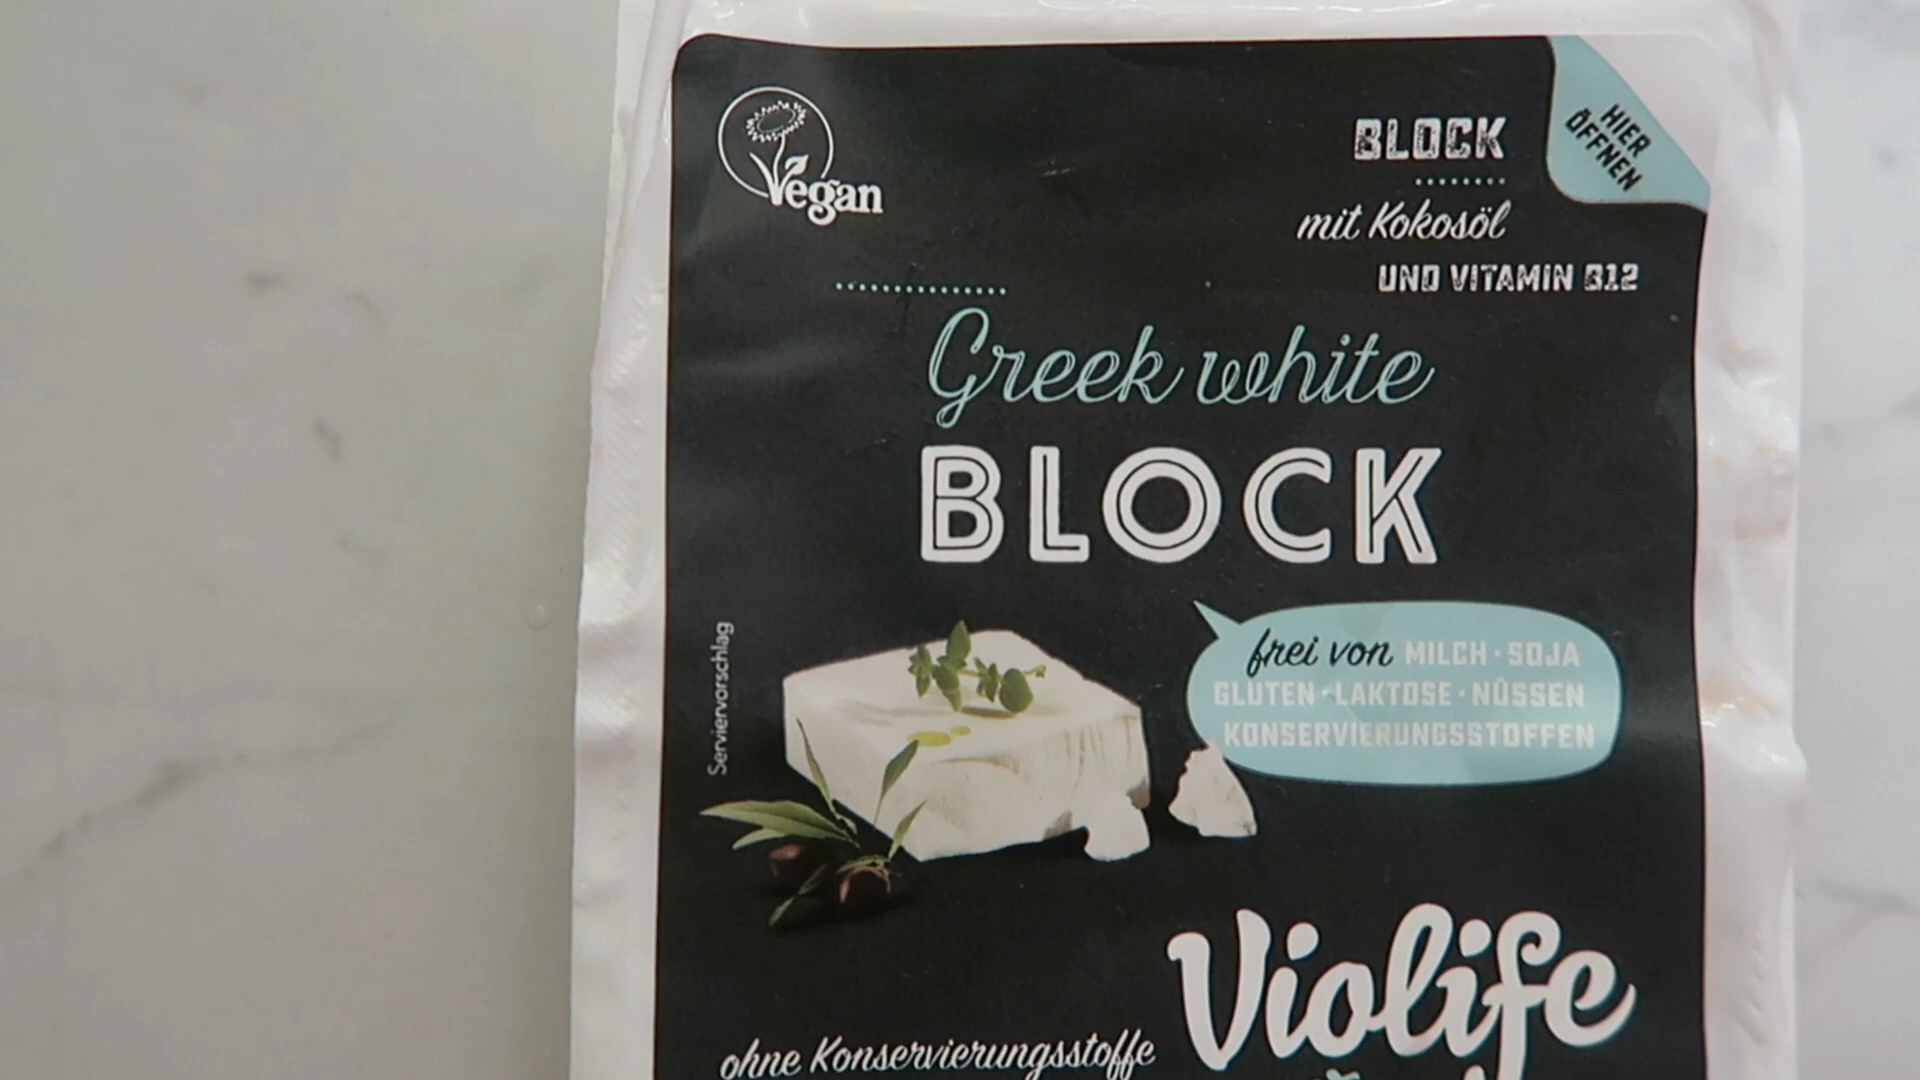 Vegan
BLOCK
mit Kokosöl
UND VITAMIN B12
HIER
ÖFFNEN
Greek white
BLOCK
frei von MILCH · SOJA
GLUTEN · LAKTOSE · NÜSSEN
KONSERVIERUNGSSTOFFEN
Serviervorschlag
Violife
ohne Konservierungsstoffe